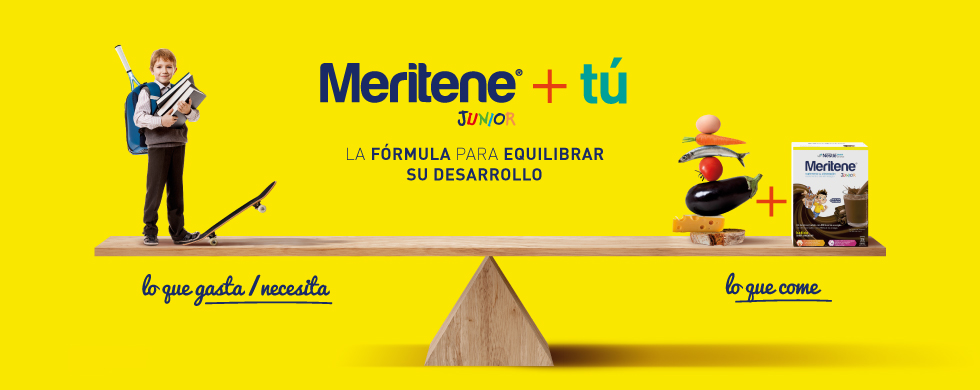 Meritene® + tú
JUNIOR
LA FÓRMULA PARA EQUILIBRAR
SU DESARROLLO
+
Nestlé
Meritene®
JUNIOR
lo que gasta / necesita
lo que come